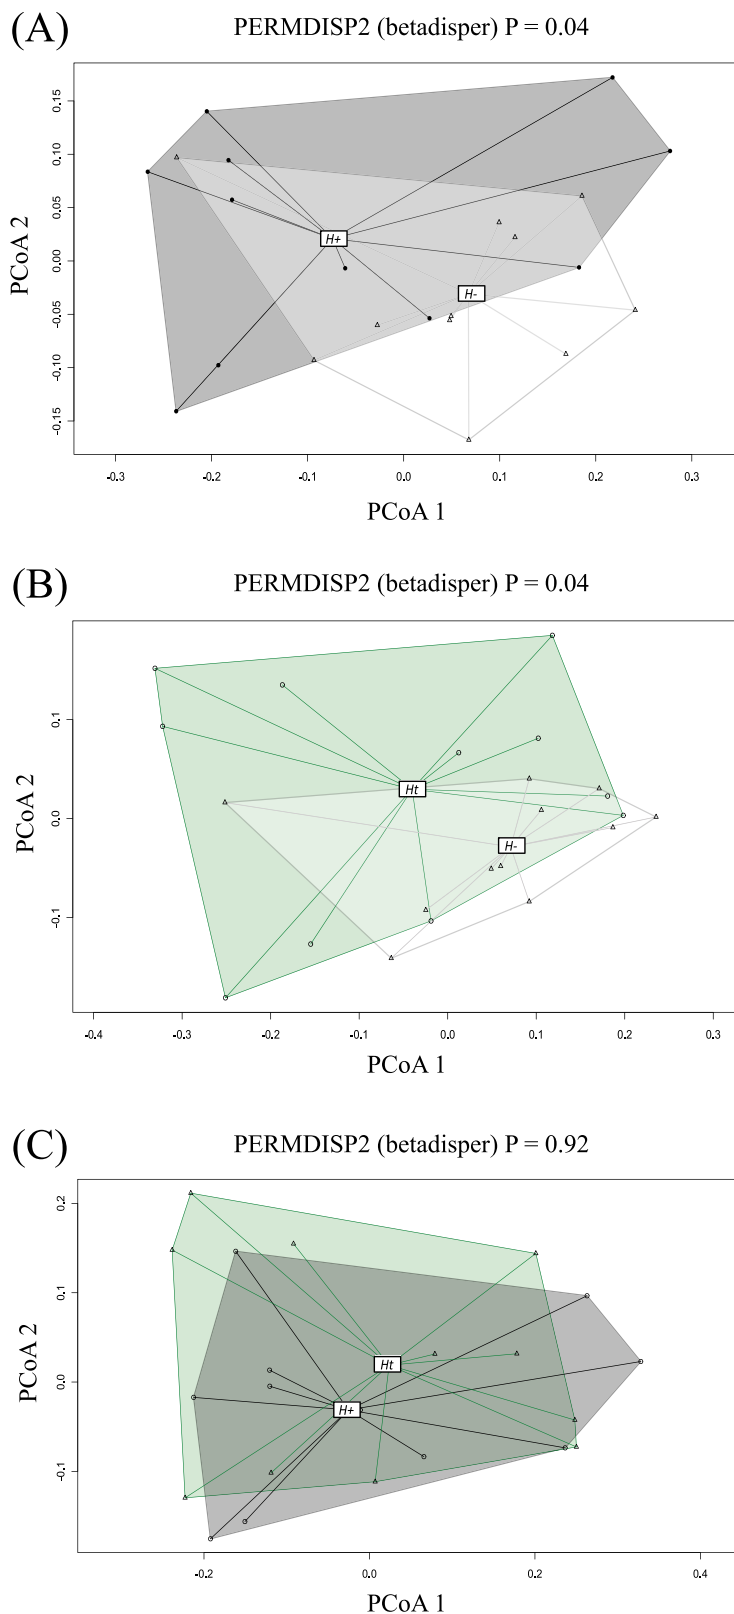 (A)
PERMDISP2 (betadisper) P = 0.04
0.15
0.10
0.05
0.00
-0.05
-0.10
-0.15
PCoA 2
H+
H-
-0.3 -0.2 -0.1 0.0 0.1 0.2 0.3
PCoA 1
(B)
PERMDISP2 (betadisper) P = 0.04
0.1
0.0
-0.1
PCoA 2
Ht
H-
-0.4 -0.3 -0.2 -0.1 0.0 0.1 0.2 0.3
PCoA 1
(C)
PERMDISP2 (betadisper) P = 0.92
0.2
0.1
0.0
-0.1
PCoA 2
Ht
H+
-0.2 0.0 0.2 0.4
PCoA 1